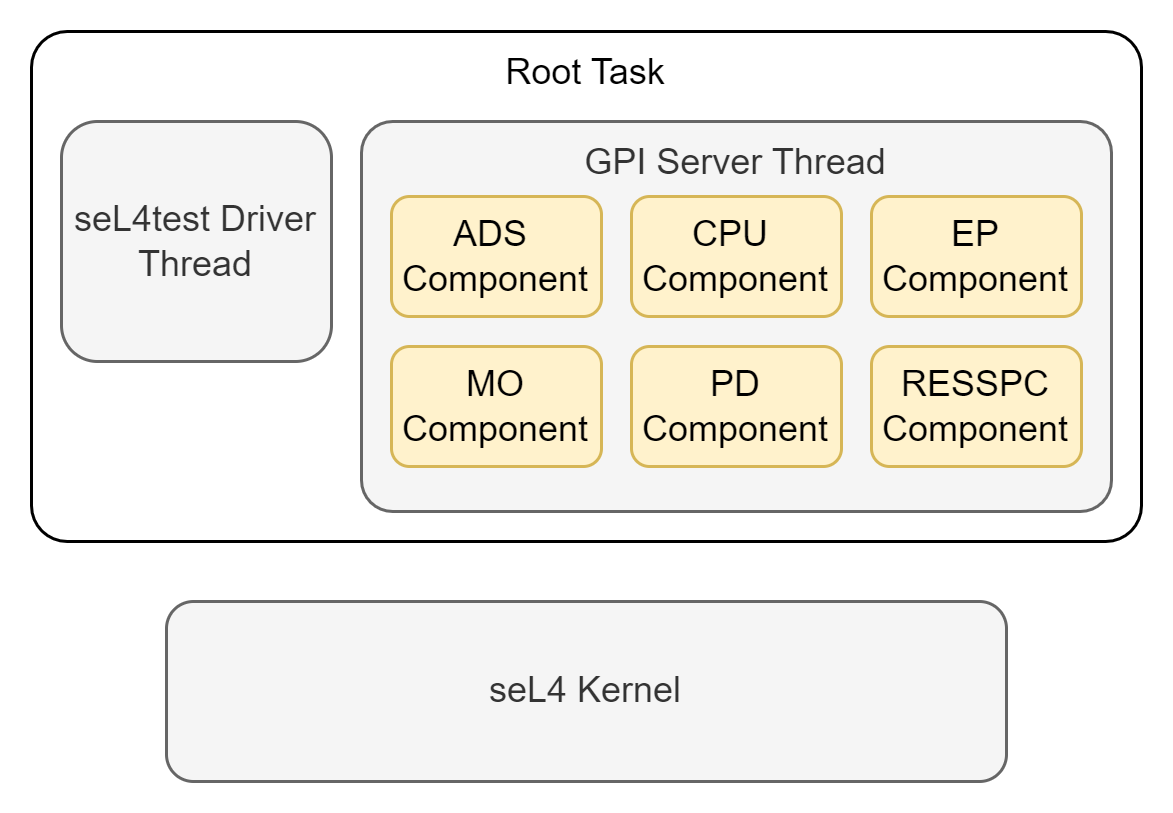 Root Task
seL4test Driver
Thread
GPI Server Thread
ADS
Component
CPU
Component
EP
Component
MO
Component
PD
Component
RESSPC
Component
seL4 Kernel